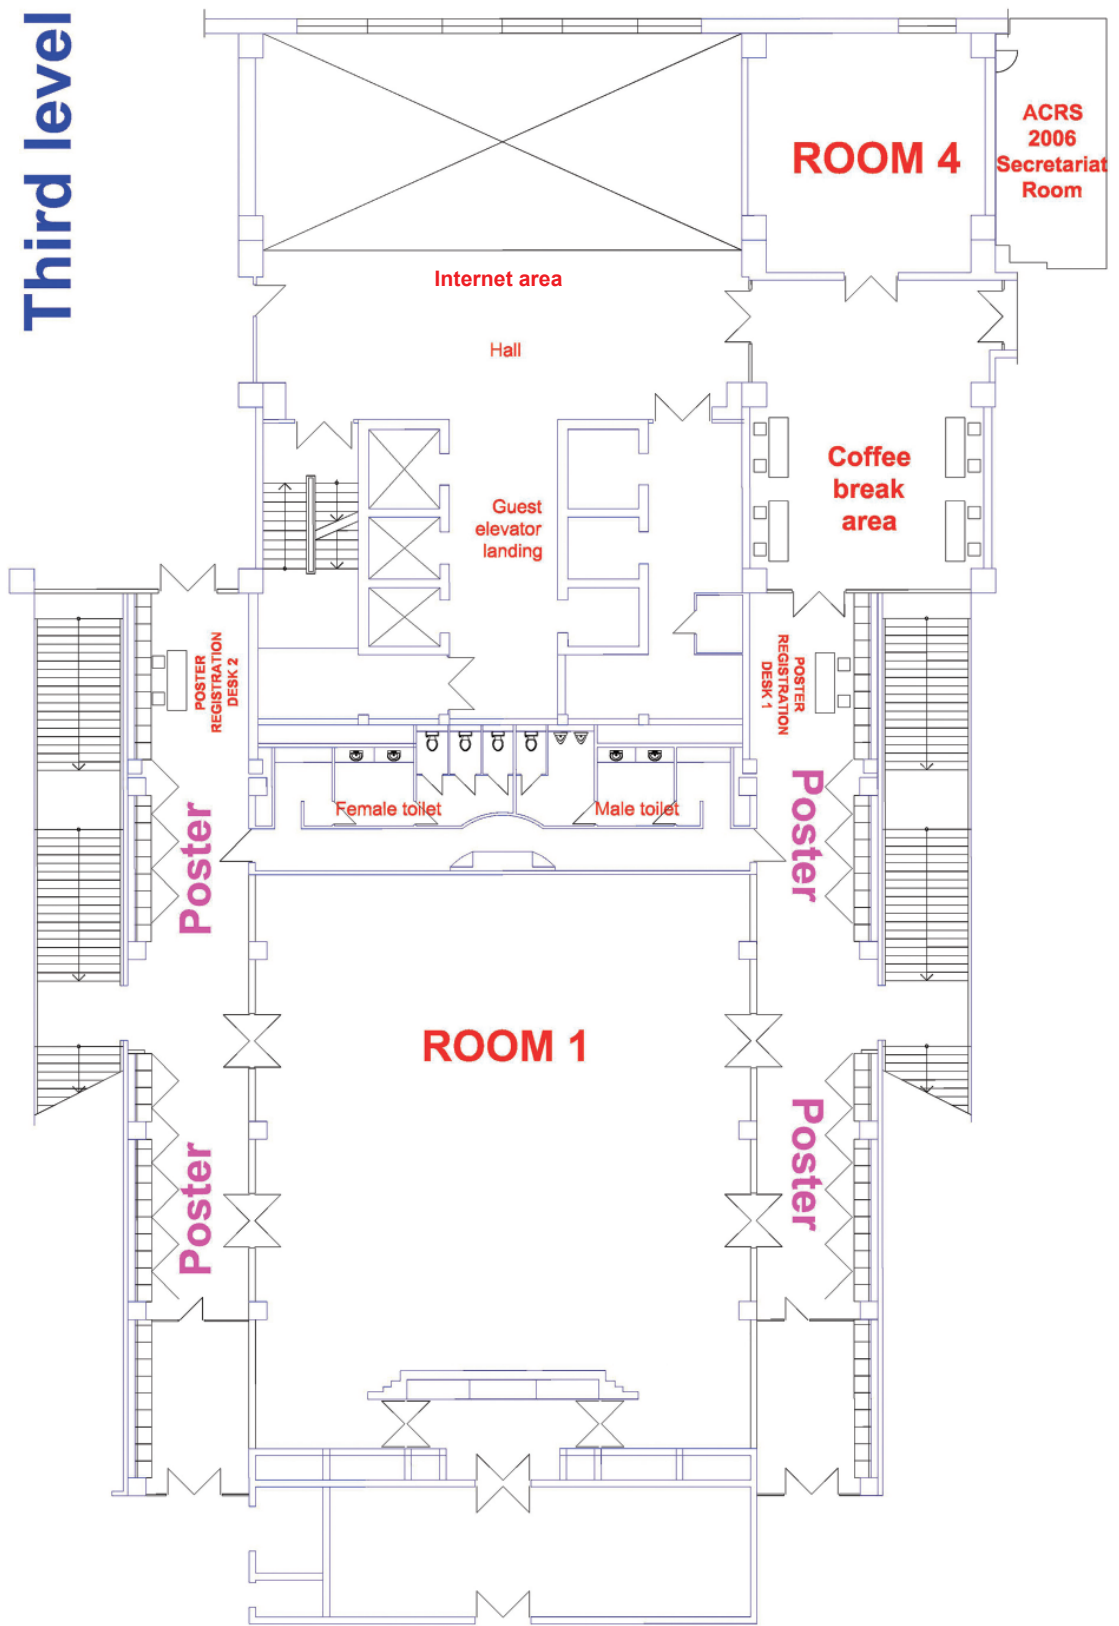 Third level
ROOM 4
ACRS
2006
Secretariat
Room
Internet area
Hall
Coffee
break
area
Guest
elevator
landing
POSTER
REGISTRATION
DESK 2
POSTER
REGISTRATION
DESK 1
Poster
Poster
Female toilet
Male toilet
ROOM 1
Poster
Poster